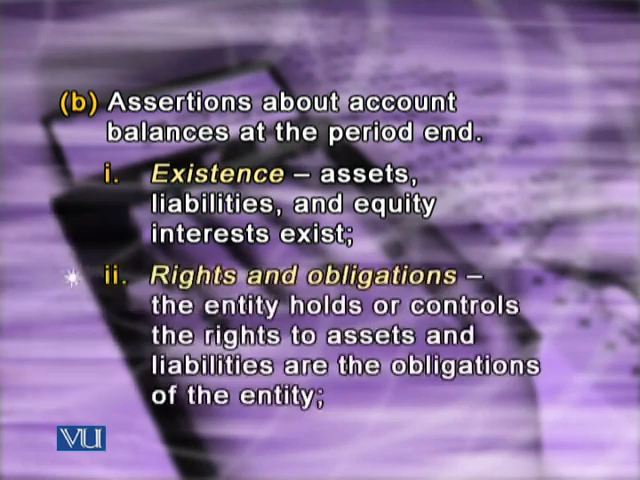 (b) Assertions about account
balances at the period end.
i. Existence – assets,
liabilities, and equity
interests exist;
ii. Rights and obligations –
the entity holds or controls
the rights to assets and
liabilities are the obligations
of the entity;
VU